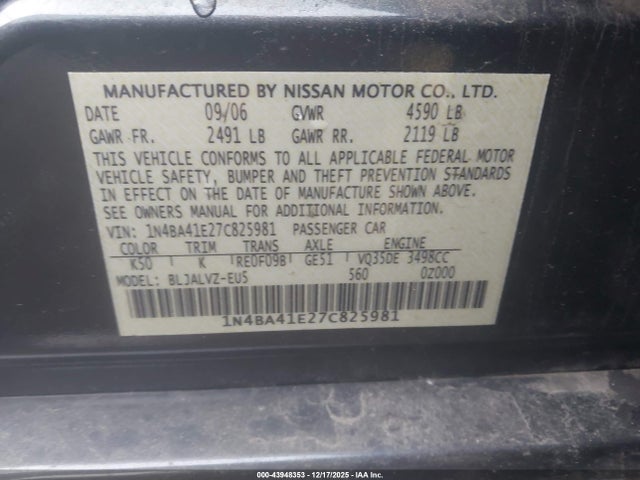 MANUFACTURED BY NISSAN MOTOR CO., LTD.
DATE 09/06 GVWR 4590 LB
GAWR FR. 2491 LB GAWR RR. 2119 LB
THIS VEHICLE CONFORMS TO ALL APPLICABLE FEDERAL MOTOR
VEHICLE SAFETY, BUMPER AND THEFT PREVENTION STANDARDS
IN EFFECT ON THE DATE OF MANUFACTURE SHOWN ABOVE.
SEE OWNERS MANUAL FOR ADDITIONAL INFORMATION.
VIN: 1N4BA41E27C825981 PASSENGER CAR
COLOR TRIM TRANS AXLE ENGINE
K50 K RE0F09B GE51 VQ35DE 3498CC
MODEL: BLJALVZ-EU5 560 0Z000
1N4BA41E27C825981
000-43948353 — 12/17/2025 — IAA Inc.